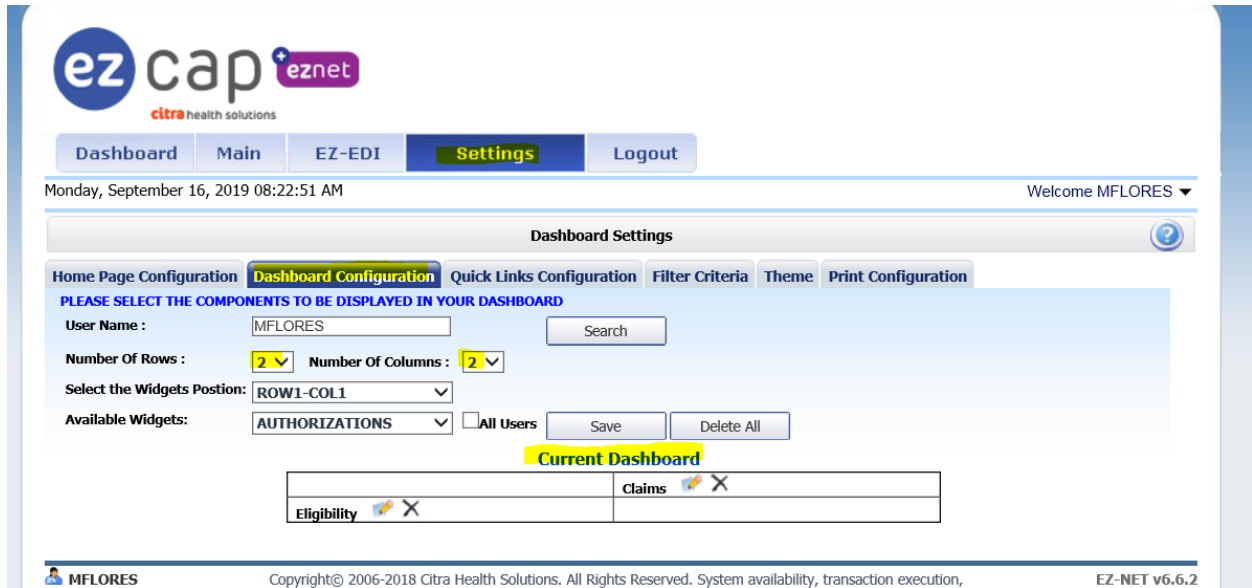 ez cap + eznet
citra health solutions
Dashboard Main EZ-EDI Settings Logout
Monday, September 16, 2019 08:22:51 AM Welcome MFLORES
Dashboard Settings ?
Home Page Configuration Dashboard Configuration Quick Links Configuration Filter Criteria Theme Print Configuration
PLEASE SELECT THE COMPONENTS TO BE DISPLAYED IN YOUR DASHBOARD
User Name : MFLORES Search
Number Of Rows : 2 Number Of Columns : 2
Select the Widgets Postion: ROW1-COL1
Available Widgets: AUTHORIZATIONS All Users Save Delete All
Current Dashboard
Claims
Eligibility
MFLORES Copyright© 2006-2018 Citra Health Solutions. All Rights Reserved. System availability, transaction execution, EZ-NET v6.6.2